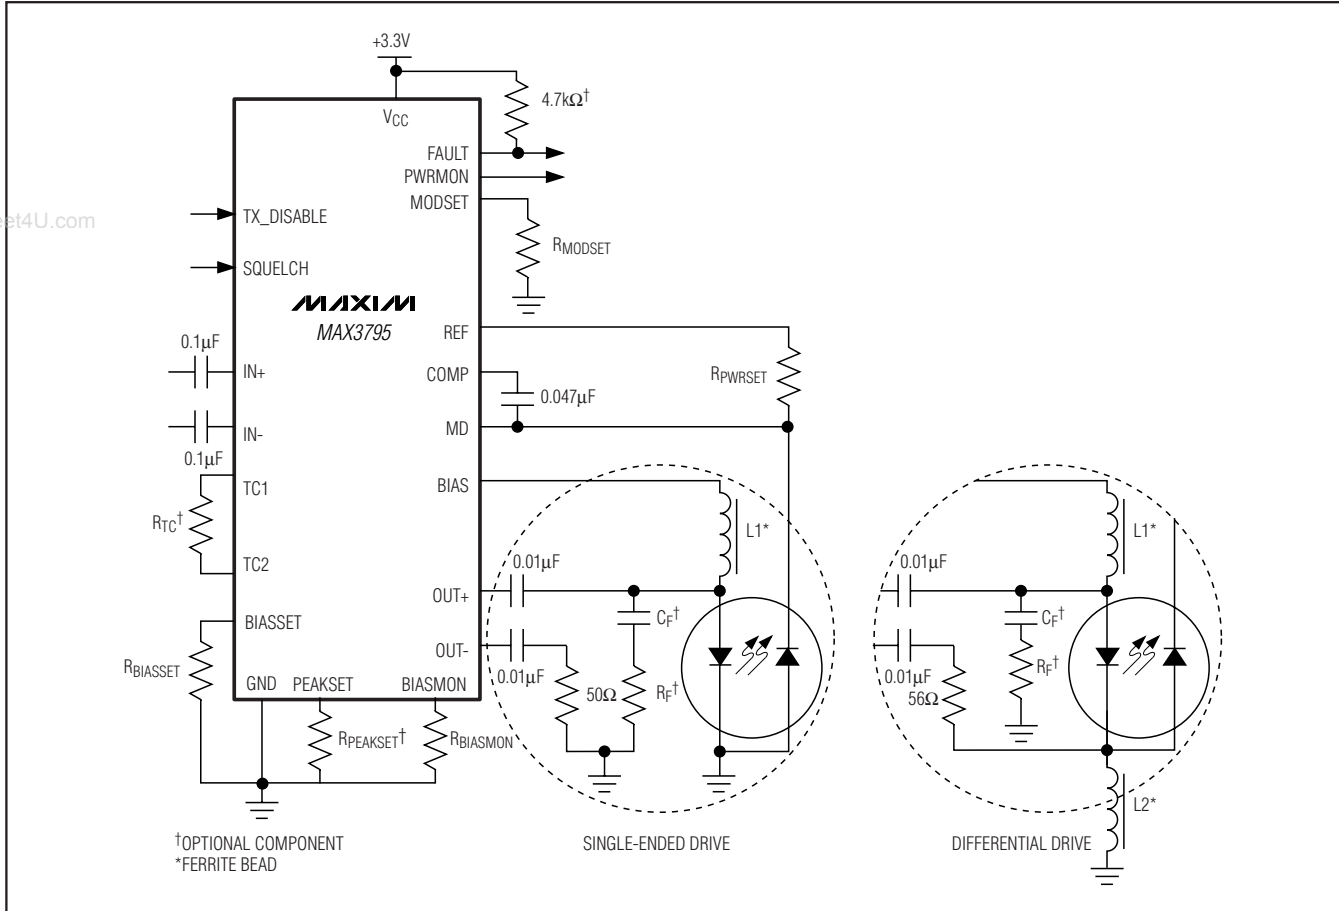 +3.3V
4.7kΩ†
VCC
FAULT
PWRMON
MODSET
et4U.com
TX_DISABLE
RMODSET
SQUELCH
MAXIM
MAX3795
REF
0.1µF
IN+
COMP
RPWRSET
0.047µF
IN-
MD
0.1µF
TC1
BIAS
RTC†
L1*
L1*
TC2
0.01µF
0.01µF
OUT+
BIASSET
CF†
CF†
OUT-
RBIASSET
0.01µF
50Ω
RF†
0.01µF
56Ω
RF†
GND
PEAKSET
BIASMON
RPEAKSET†
RBIASMON
L2*
†OPTIONAL COMPONENT
*FERRITE BEAD
SINGLE-ENDED DRIVE
DIFFERENTIAL DRIVE